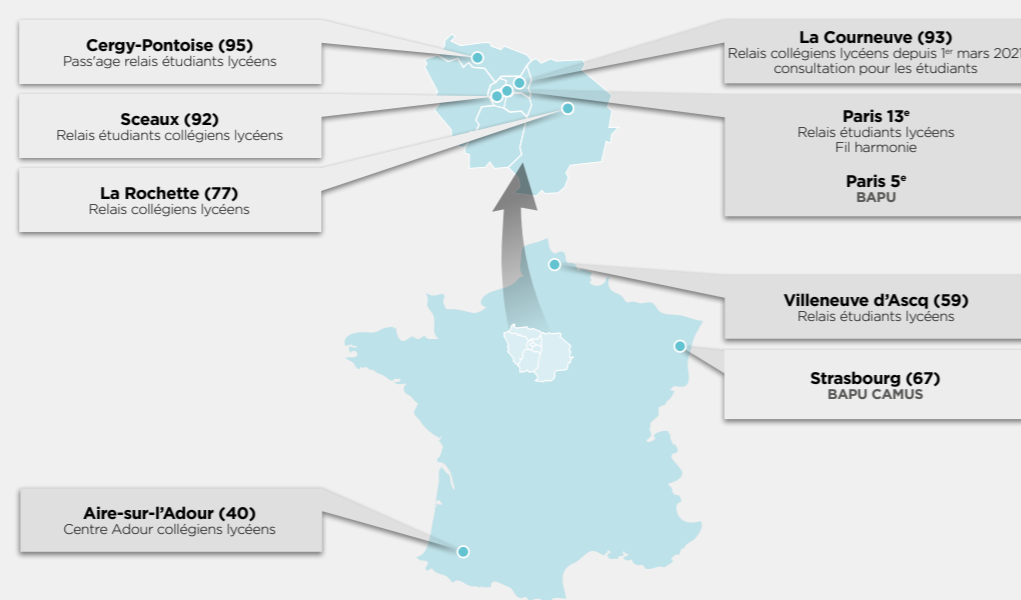 Cergy-Pontoise (95)
Pass'age relais étudiants lycéens
Sceaux (92)
Relais étudiants collégiens lycéens
La Rochette (77)
Relais collégiens lycéens
La Courneuve (93)
Relais collégiens lycéens depuis 1er mars 2021
consultation pour les étudiants
Paris 13e
Relais étudiants lycéens
Fil harmonie
Paris 5e
BAPU
Villeneuve d’Ascq (59)
Relais étudiants lycéens
Strasbourg (67)
BAPU CAMUS
Aire-sur-l’Adour (40)
Centre Adour collégiens lycéens